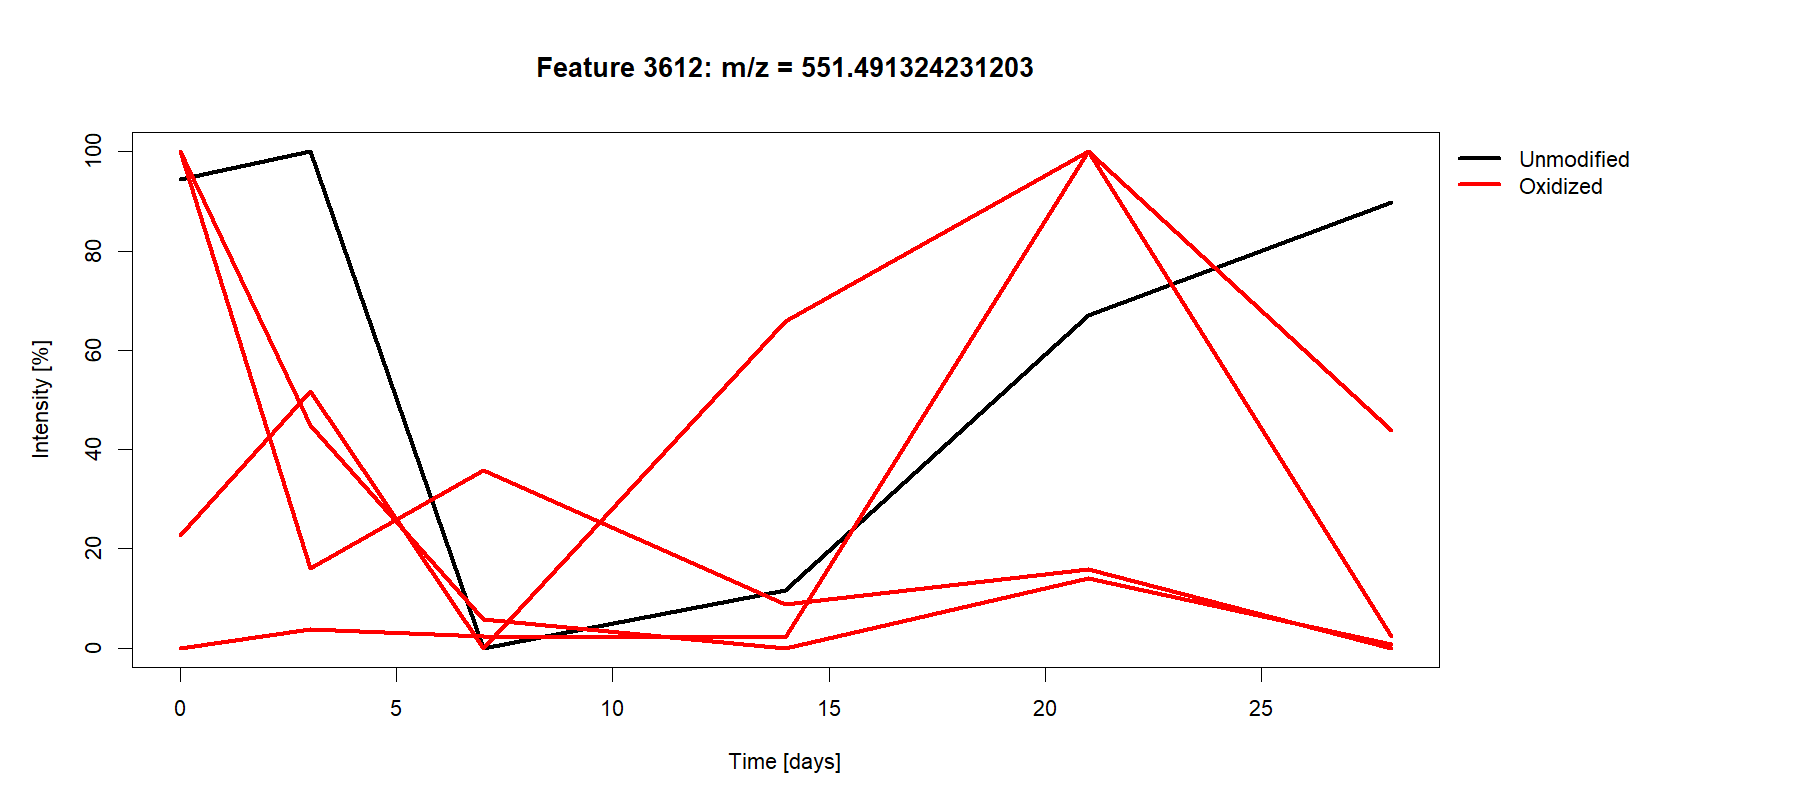 Feature 3612: m/z = 551.491324231203
100
80
60
40
20
0
Intensity [%]
0 5 10 15 20 25
Time [days]
Unmodified
Oxidized